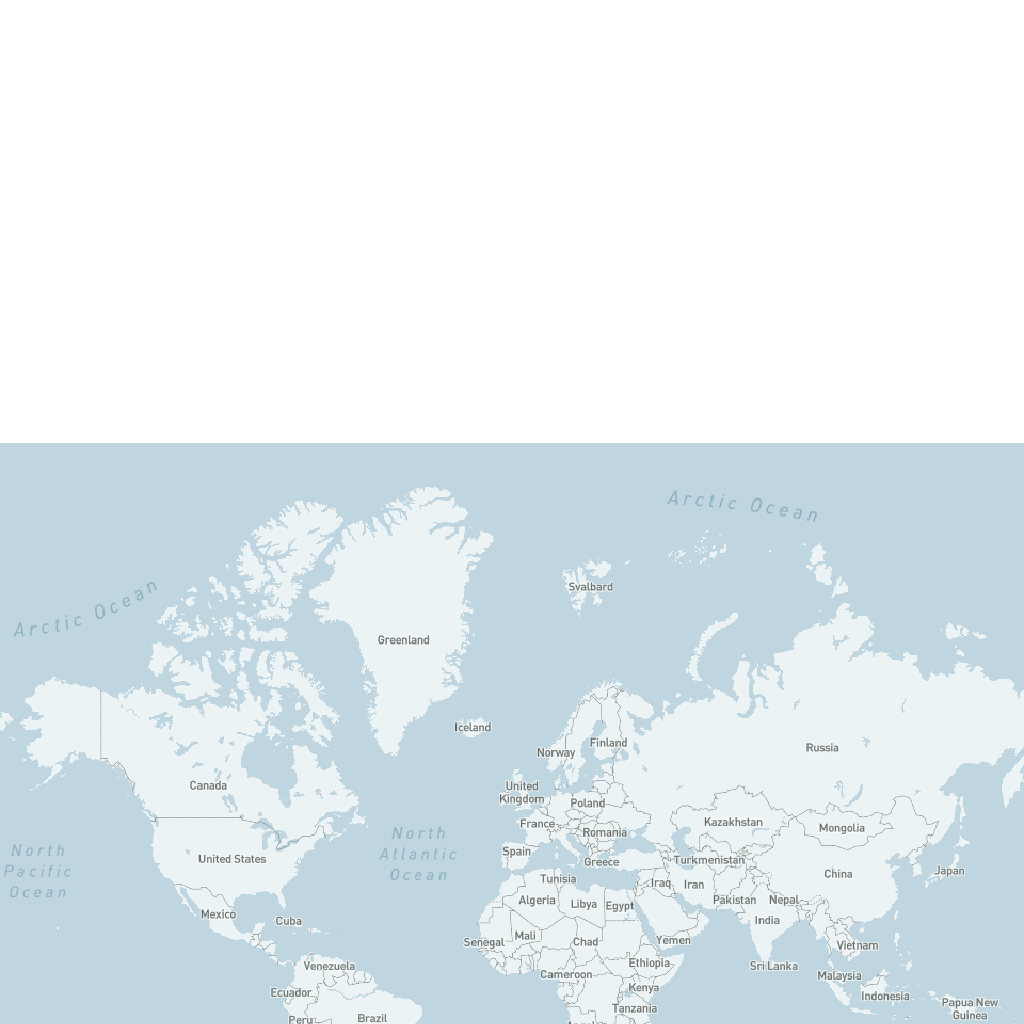 Arctic Ocean
Svalbard
Arctic Ocean
Greenland
Iceland
Norway
Finland
Russia
Canada
United
Kingdom
Poland
Kazakhstan
Mongolia
France
Romania
North
Pacific
Ocean
North
Atlantic
Ocean
United States
Spain
Greece
Turkmenistan
China
Japan
Tunisia
Iraq
Iran
Algeria
Libya
Egypt
Pakistan
Nepal
Mexico
Cuba
India
Senegal
Mali
Chad
Yemen
Vietnam
Venezuela
Cameroon
Ethiopia
Sri Lanka
Malaysia
Ecuador
Kenya
Indonesia
Papua New
Guinea
Peru
Brazil
Tanzania